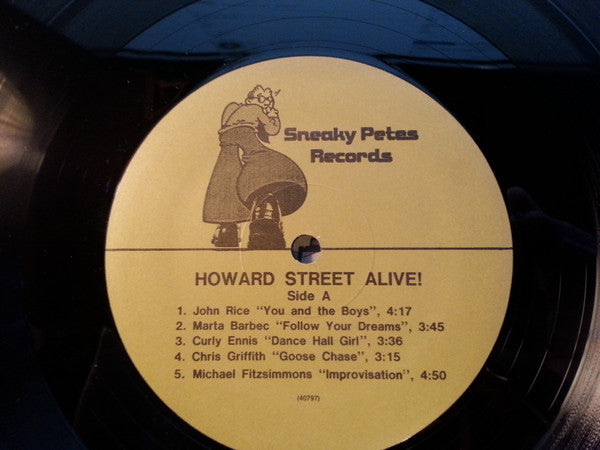 Sneaky Petes
Records
HOWARD STREET ALIVE!
Side A
1. John Rice "You and the Boys", 4:17
2. Marta Barbec "Follow Your Dreams", 3:45
3. Curly Ennis "Dance Hall Girl", 3:36
4. Chris Griffith "Goose Chase", 3:15
5. Michael Fitzsimmons "Improvisation", 4:50
(40797)